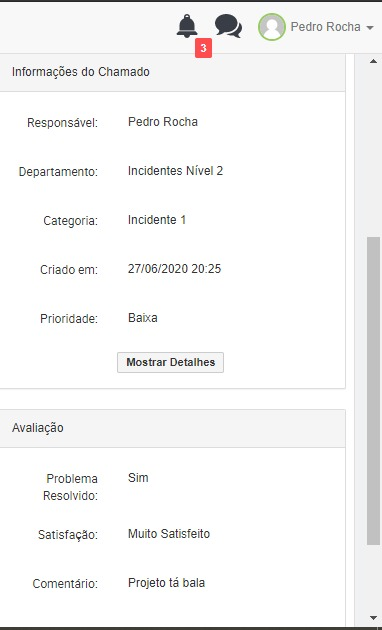 Pedro Rocha
3
Informações do Chamado
Responsável: Pedro Rocha
Departamento: Incidentes Nível 2
Categoria: Incidente 1
Criado em: 27/06/2020 20:25
Prioridade: Baixa
Mostrar Detalhes
Avaliação
Problema Sim
Resolvido:
Satisfação: Muito Satisfeito
Comentário: Projeto tá bala